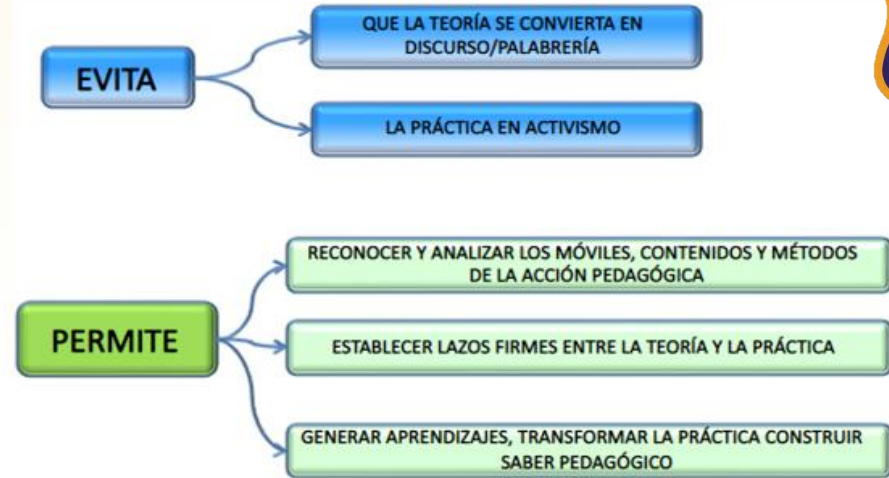 QUE LA TEORÍA SE CONVIERTA EN
DISCURSO/PALABRERÍA
EVITA
LA PRÁCTICA EN ACTIVISMO
RECONOCER Y ANALIZAR LOS MÓVILES, CONTENIDOS Y MÉTODOS
DE LA ACCIÓN PEDAGÓGICA
PERMITE
ESTABLECER LAZOS FIRMES ENTRE LA TEORÍA Y LA PRÁCTICA
GENERAR APRENDIZAJES, TRANSFORMAR LA PRÁCTICA CONSTRUIR
SABER PEDAGÓGICO